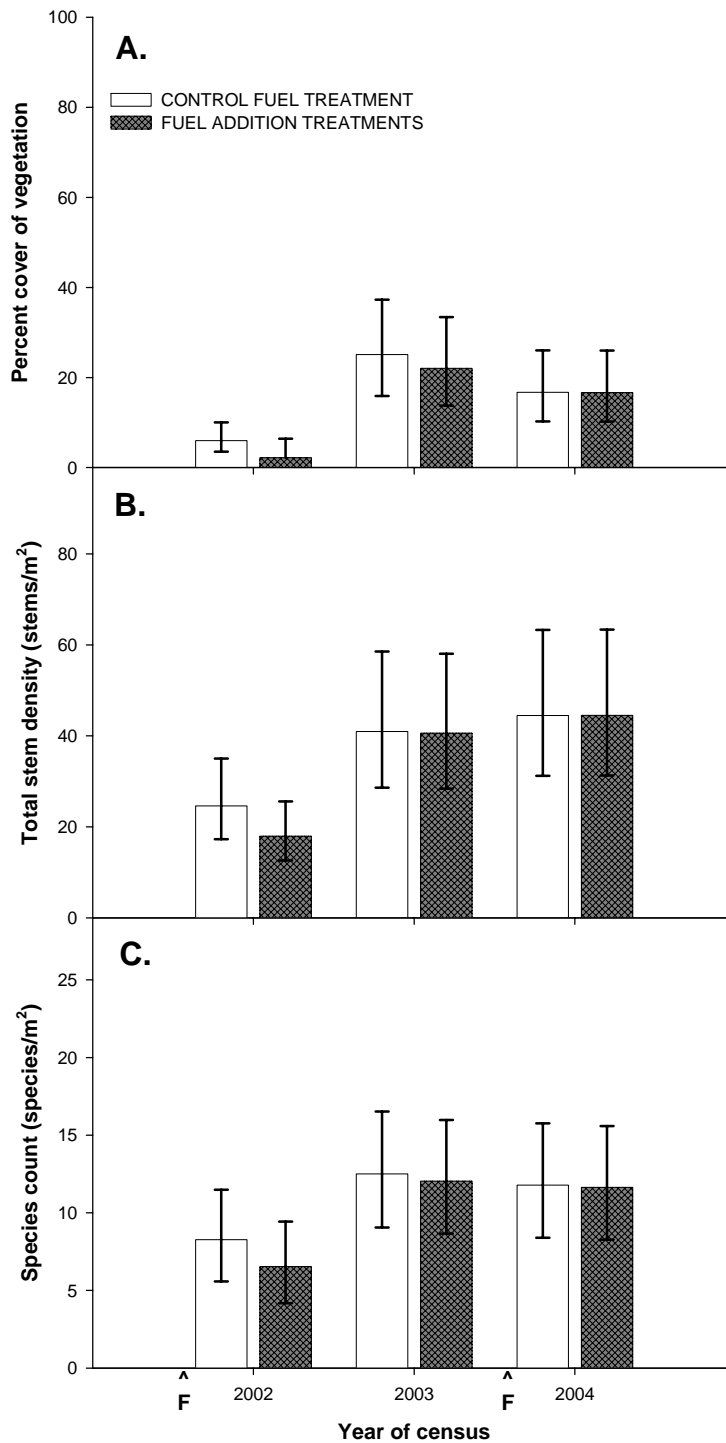 A.
CONTROL FUEL TREATMENT
FUEL ADDITION TREATMENTS
Percent cover of vegetation
100
80
60
40
20
0
B.
Total stem density (stems/m²)
80
60
40
20
0
C.
Species count (species/m²)
25
20
15
10
5
0
^ ^
F 2002 2003 F 2004
Year of census